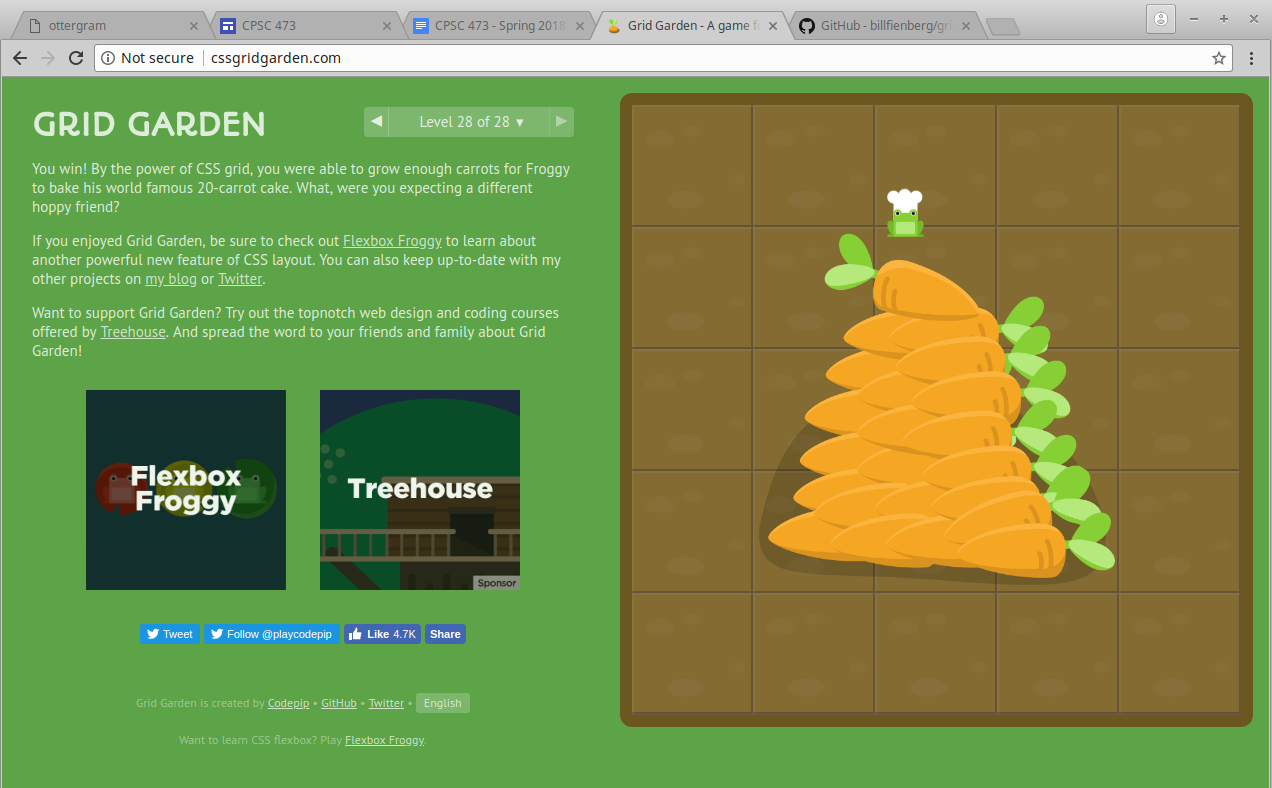 ottergram
CPSC 473
CPSC 473 - Spring 2018
Grid Garden - A game fo
GitHub - billfienberg/gri
Not secure
cssgridgarden.com
GRID GARDEN
◀ Level 28 of 28 ▼ ▶
You win! By the power of CSS grid, you were able to grow enough carrots for Froggy
to bake his world famous 20-carrot cake. What, were you expecting a different
hoppy friend?
If you enjoyed Grid Garden, be sure to check out Flexbox Froggy to learn about
another powerful new feature of CSS layout. You can also keep up-to-date with my
other projects on my blog or Twitter.
Want to support Grid Garden? Try out the topnotch web design and coding courses
offered by Treehouse. And spread the word to your friends and family about Grid
Garden!
Flexbox
Froggy
Treehouse
Sponsor
Tweet
Follow @playcodepip
Like 4.7K
Share
Grid Garden is created by Codepip • GitHub • Twitter • English
Want to learn CSS flexbox? Play Flexbox Froggy.